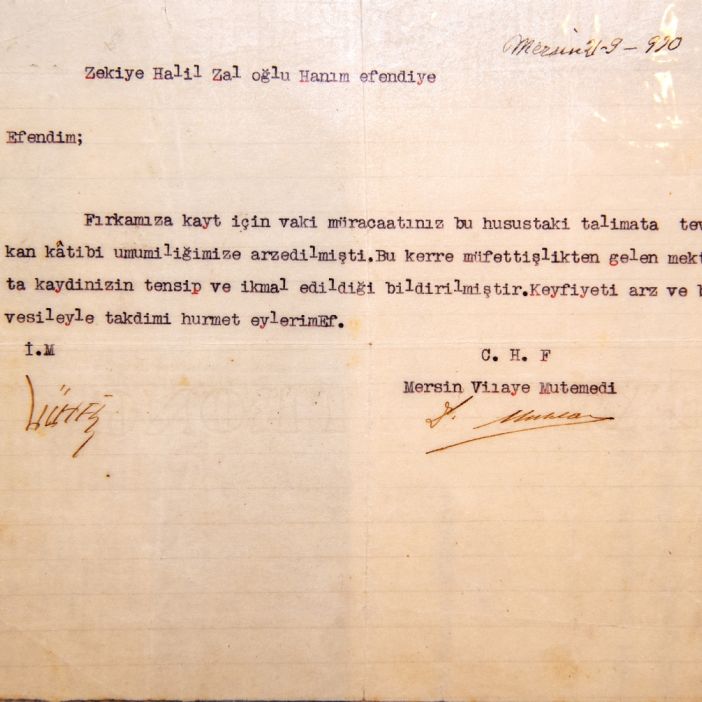 Mersin 21-9-930
Zekiye Halil Zal oğlu Hanım efendiye
Efendim;
Fırkamıza kayt için vaki müracaatınız bu husustaki talimata tev
kan kâtibi umumiliğimize arzedilmişti.Bu kerre müfettişlikten gelen mekt
ta kaydinizin tensip ve ikmal edildiği bildirilmiştir.Keyfiyeti arz ve b
vesileyle takdimi hurmet eylerimEf.
İ.M
C. H. F
Mersin Vilaye Mutemedi